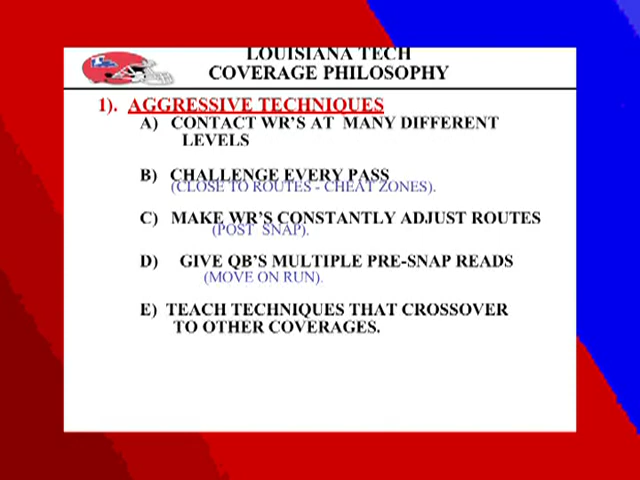 LOUISIANA TECH
COVERAGE PHILOSOPHY
1). AGGRESSIVE TECHNIQUES
A) CONTACT WR'S AT MANY DIFFERENT
LEVELS
B) CHALLENGE EVERY PASS
(CLOSE TO ROUTES - CHEAT ZONES).
C) MAKE WR'S CONSTANTLY ADJUST ROUTES
(POST SNAP).
D) GIVE QB'S MULTIPLE PRE-SNAP READS
(MOVE ON RUN).
E) TEACH TECHNIQUES THAT CROSSOVER
TO OTHER COVERAGES.